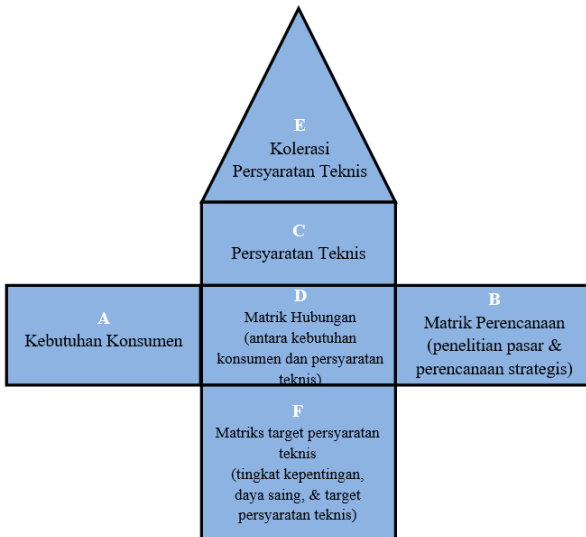 E
Kolerasi
Persyaratan Teknis
C
Persyaratan Teknis
A
Kebutuhan Konsumen
D
Matrik Hubungan
(antara kebutuhan
konsumen dan persyaratan
teknis)
B
Matrik Perencanaan
(penelitian pasar &
perencanaan strategis)
F
Matriks target persyaratan
teknis
(tingkat kepentingan,
daya saing, & target
persyaratan teknis)